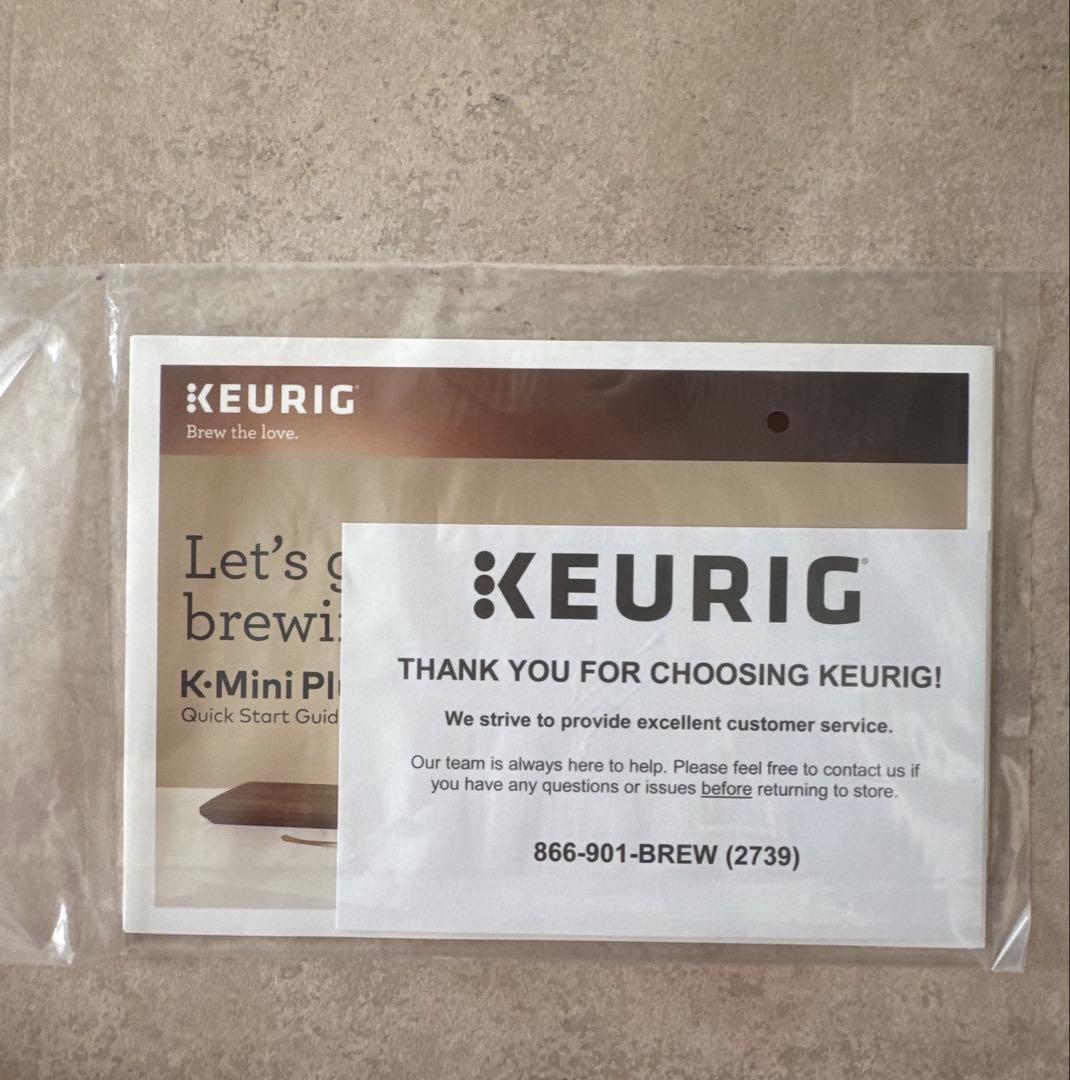 KEURIG
Brew the love.
Let's g
brewi
K•Mini Pl
Quick Start Guid
KEURIG®
THANK YOU FOR CHOOSING KEURIG!
We strive to provide excellent customer service.
Our team is always here to help. Please feel free to contact us if
you have any questions or issues before returning to store.
866-901-BREW (2739)